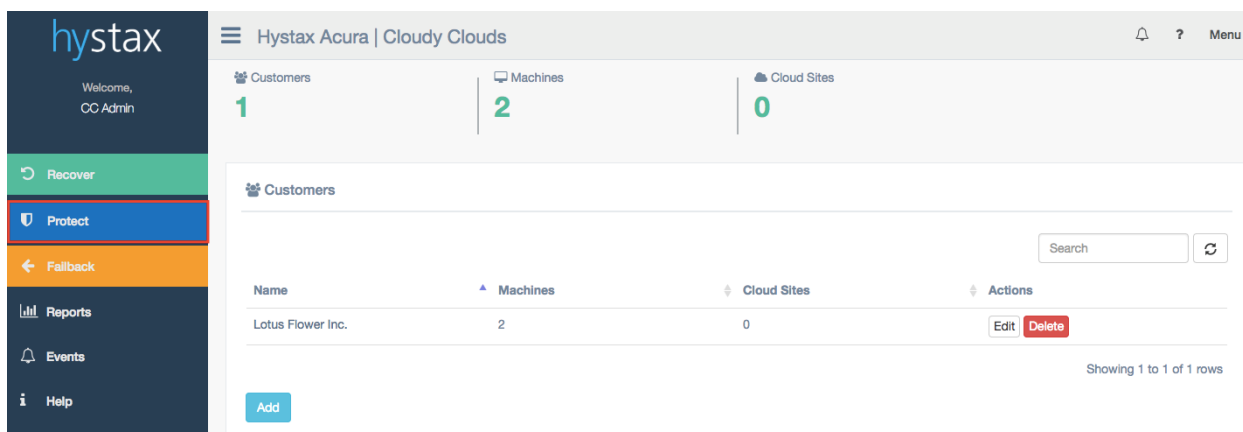 hystax
Welcome,
CC Admin
Recover
Protect
Failback
Reports
Events
Help
Hystax Acura | Cloudy Clouds
? Menu
Customers
1
Machines
2
Cloud Sites
0
Customers
Search
Name Machines Cloud Sites Actions
Lotus Flower Inc. 2 0 Edit Delete
Showing 1 to 1 of 1 rows
Add